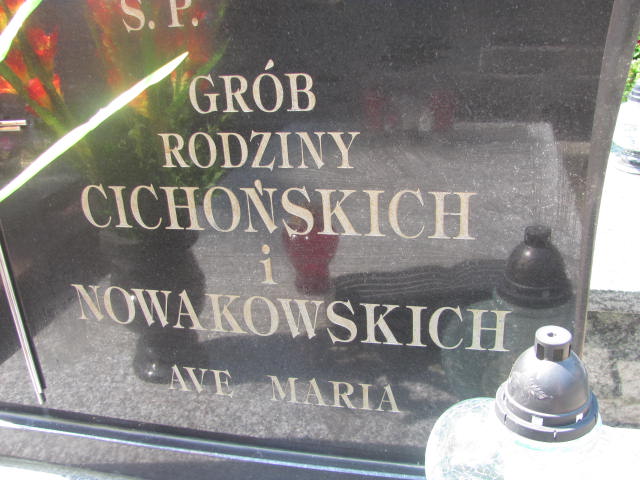 Ś. P.
GRÓB
RODZINY
CICHOŃSKICH
i
NOWAKOWSKICH
AVE MARIA